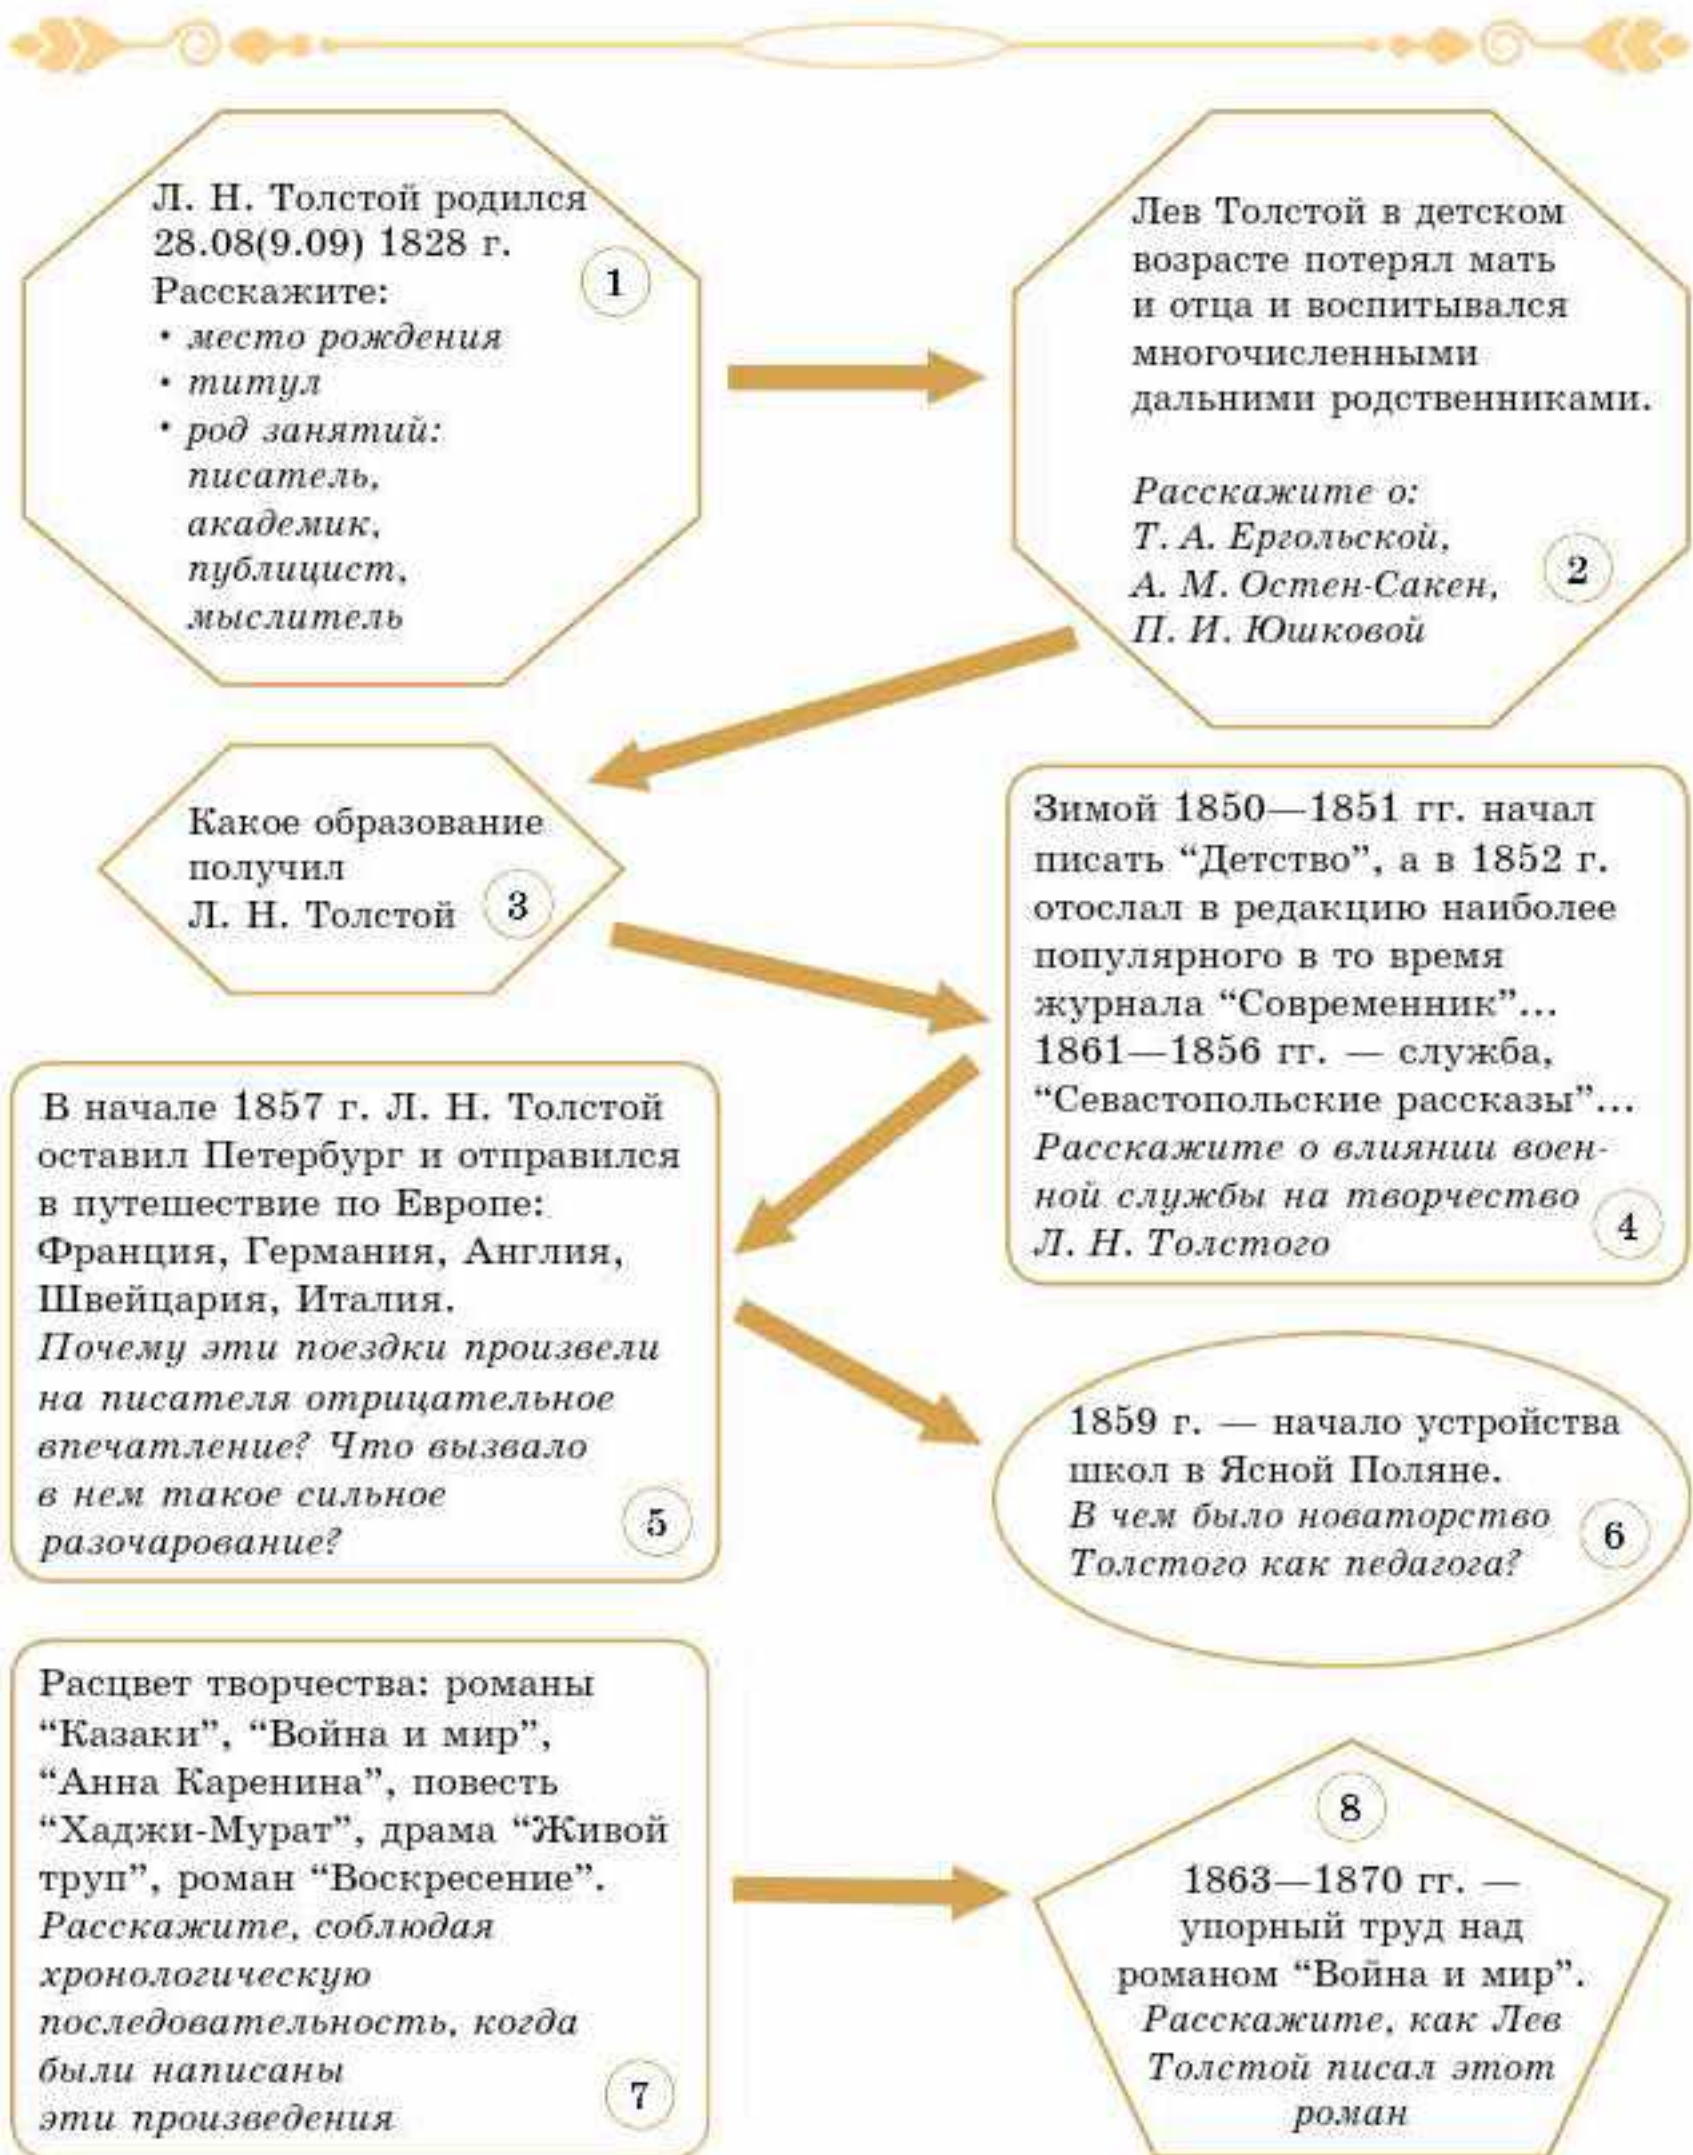 Л. Н. Толстой родился
28.08(9.09) 1828 г.
Расскажите:
• место рождения
• титул
• род занятий:
писатель,
академик,
публицист,
мыслитель
1
Лев Толстой в детском
возрасте потерял мать
и отца и воспитывался
многочисленными
дальними родственниками.
Расскажите о:
Т. А. Ергольской,
А. М. Остен-Сакен,
П. И. Юшковой
2
Какое образование
получил
Л. Н. Толстой
3
Зимой 1850—1851 гг. начал
писать “Детство”, а в 1852 г.
отослал в редакцию наиболее
популярного в то время
журнала “Современник”...
1861—1856 гг. — служба,
“Севастопольские рассказы”...
Расскажите о влиянии воен-
ной службы на творчество
Л. Н. Толстого
4
В начале 1857 г. Л. Н. Толстой
оставил Петербург и отправился
в путешествие по Европе:
Франция, Германия, Англия,
Швейцария, Италия.
Почему эти поездки произвели
на писателя отрицательное
впечатление? Что вызвало
в нем такое сильное
разочарование?
5
1859 г. — начало устройства
школ в Ясной Поляне.
В чем было новаторство
Толстого как педагога?
6
Расцвет творчества: романы
“Казаки”, “Война и мир”,
“Анна Каренина”, повесть
“Хаджи-Мурат”, драма “Живой
труп”, роман “Воскресение”.
Расскажите, соблюдая
хронологическую
последовательность, когда
были написаны
эти произведения
7
8
1863—1870 гг. —
упорный труд над
романом “Война и мир”.
Расскажите, как Лев
Толстой писал этот
роман